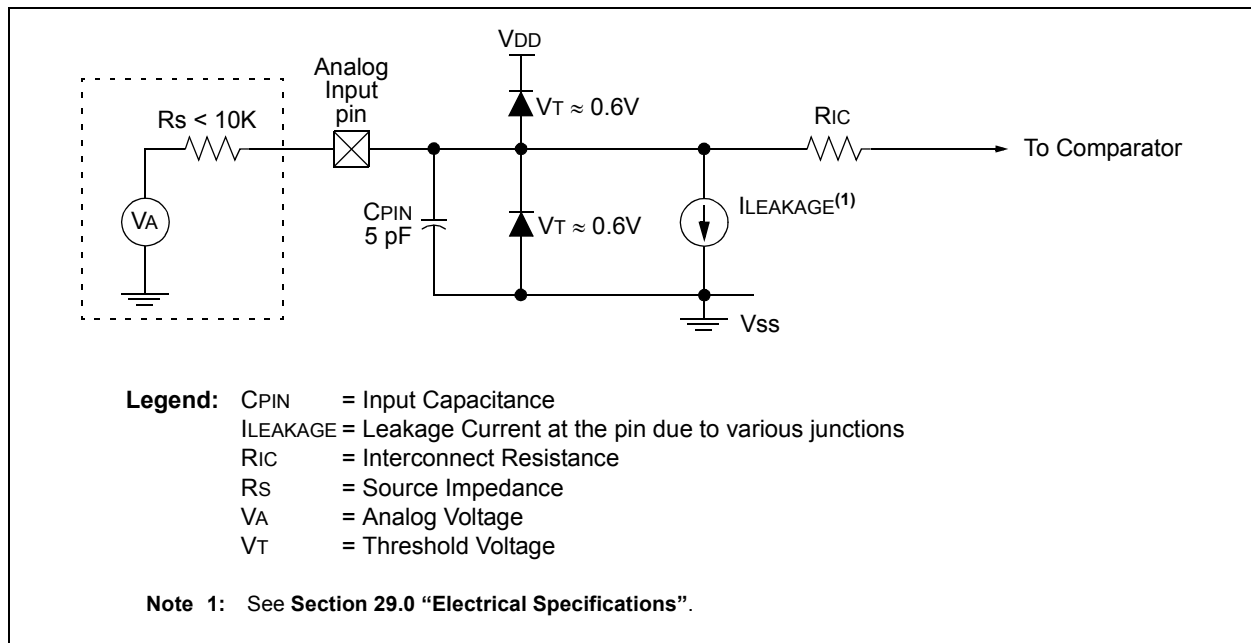 VDD
Analog
Input
pin
Rs < 10K
VT ≈ 0.6V
RIC
To Comparator
VA
CPIN
5 pF
VT ≈ 0.6V
ILEAKAGE(1)
Vss
Legend: CPIN = Input Capacitance
ILEAKAGE = Leakage Current at the pin due to various junctions
RIC = Interconnect Resistance
RS = Source Impedance
VA = Analog Voltage
VT = Threshold Voltage
Note 1: See Section 29.0 “Electrical Specifications”.